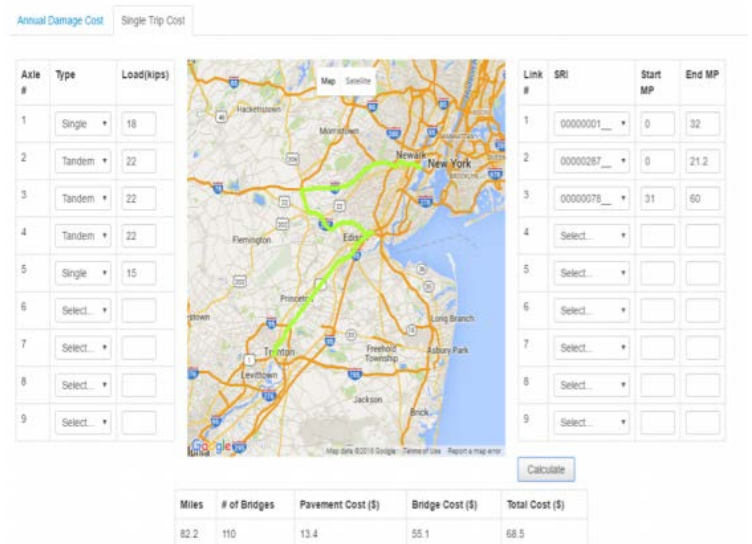 Annual Damage Cost Single Trip Cost
Axle # Type Load(kips)
1 Single 18
2 Tandem 22
3 Tandem 22
4 Tandem 22
5 Single 15
6 Select...
7 Select...
8 Select...
9 Select...
Map Satellite
Hackettstown
Morristown
Newark
New York
MANHATTAN
BROOKLYN
Flemington
Edison
Princeton
Long Branch
Trenton
Freehold Township
Asbury Park
Levittown
Jackson
Brick
Google
Map data ©2016 Google Terms of Use Report a map error
Link # SRI Start MP End MP
1 00000001__ 0 32
2 00000287__ 0 21.2
3 00000078__ 31 60
4 Select...
5 Select...
6 Select...
7 Select...
8 Select...
9 Select...
Calculate
Miles # of Bridges Pavement Cost ($) Bridge Cost ($) Total Cost ($)
82.2 110 13.4 55.1 68.5